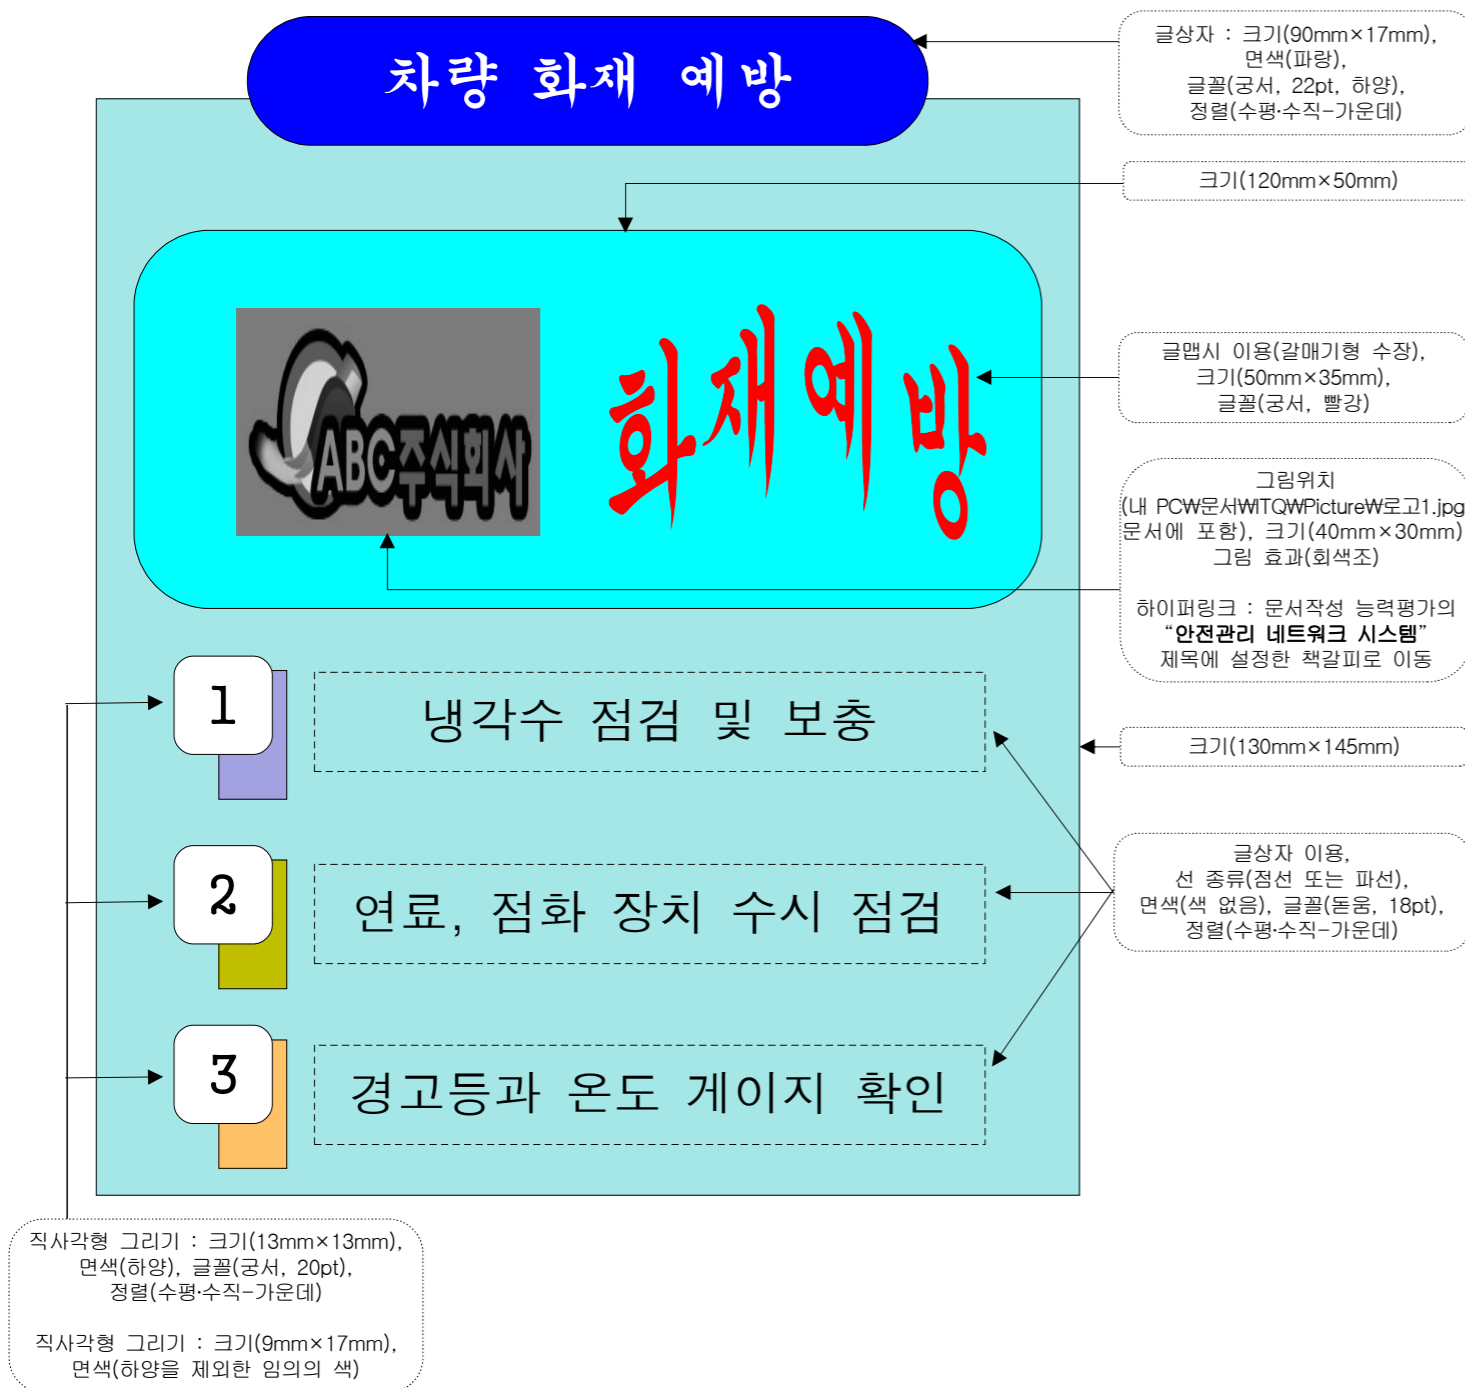 차량 화재 예방
글상자 : 크기(90mm×17mm),
면색(파랑),
글꼴(궁서, 22pt, 하양),
정렬(수평·수직-가운데)
크기(120mm×50mm)
ABC주식회사
화재예방
글맵시 이용(갈매기형 수장),
크기(50mm×35mm),
글꼴(궁서, 빨강)
그림위치
(내 PC₩문서₩ITQ₩Picture₩로고1.jpg
문서에 포함), 크기(40mm×30mm)
그림 효과(회색조)
하이퍼링크 : 문서작성 능력평가의
“안전관리 네트워크 시스템”
제목에 설정한 책갈피로 이동
1
냉각수 점검 및 보충
크기(130mm×145mm)
2
연료, 점화 장치 수시 점검
글상자 이용,
선 종류(점선 또는 파선),
면색(색 없음), 글꼴(돋움, 18pt),
정렬(수평·수직-가운데)
3
경고등과 온도 게이지 확인
직사각형 그리기 : 크기(13mm×13mm),
면색(하양), 글꼴(궁서, 20pt),
정렬(수평·수직-가운데)
직사각형 그리기 : 크기(9mm×17mm),
면색(하양을 제외한 임의의 색)